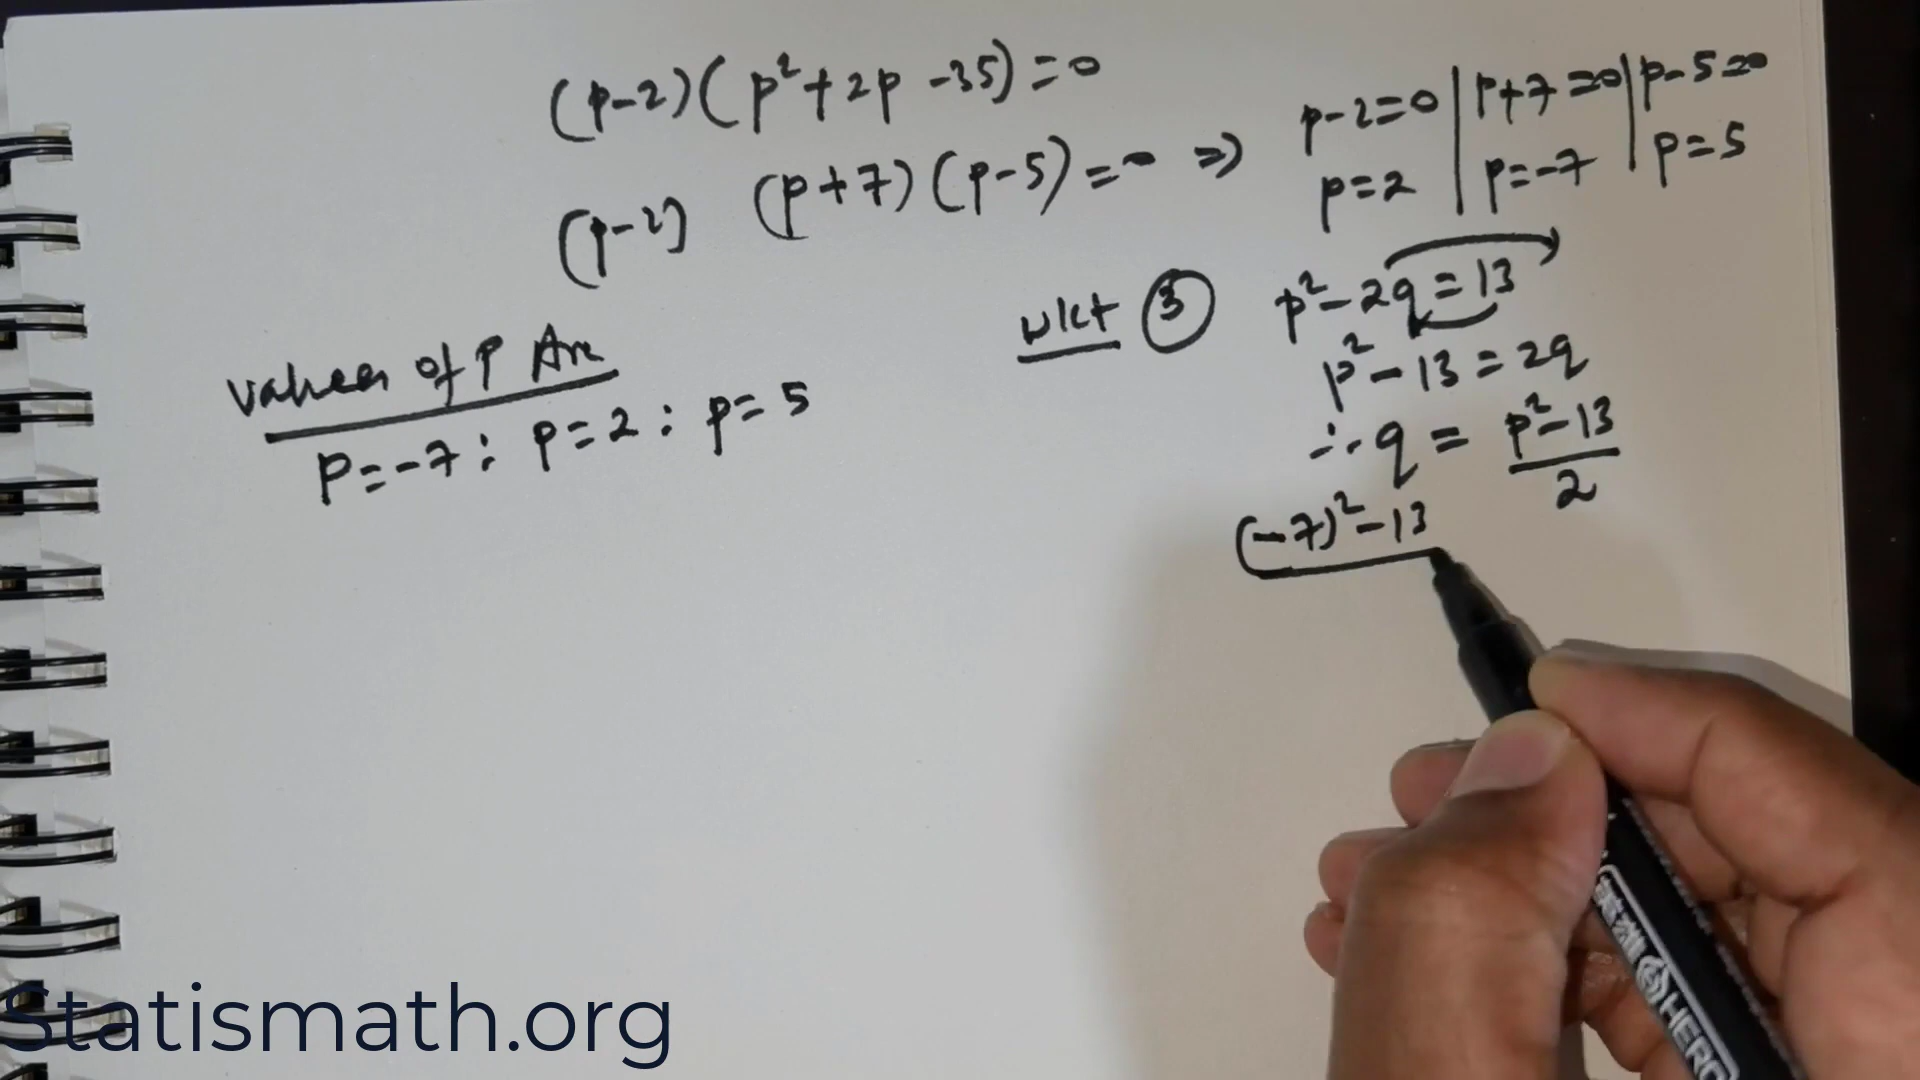 (p-2)(p²+2p-35)=0
(p-2) (p+7)(p-5)=0 ⇒
p-2=0 | p+7=0 | p-5=0
p=2 | p=-7 | p=5
values of P Are
P=-7: p=2: p=5
wkt ③ p²-2q=13
p²-13=2q
∴ q = (p²-13)/2
(-7)²-13
Statismath.org
HERO